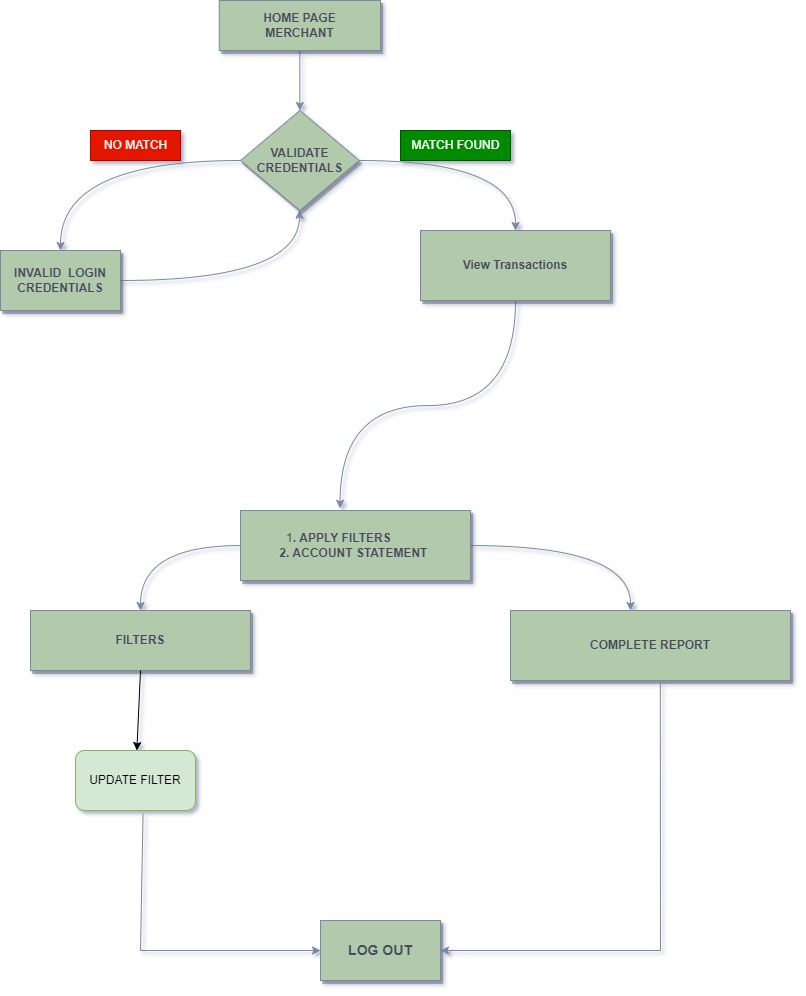 HOME PAGE
MERCHANT
NO MATCH
MATCH FOUND
VALIDATE
CREDENTIALS
INVALID  LOGIN
CREDENTIALS
View Transactions
1. APPLY FILTERS
2. ACCOUNT STATEMENT
FILTERS
COMPLETE REPORT
UPDATE FILTER
LOG OUT